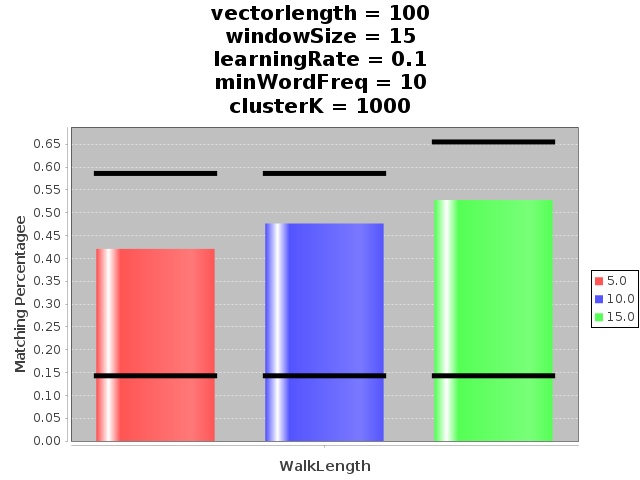 vectorlength = 100
windowSize = 15
learningRate = 0.1
minWordFreq = 10
clusterK = 1000
Matching Percentagee
0.65
0.60
0.55
0.50
0.45
0.40
0.35
0.30
0.25
0.20
0.15
0.10
0.05
0.00
WalkLength
5.0
10.0
15.0